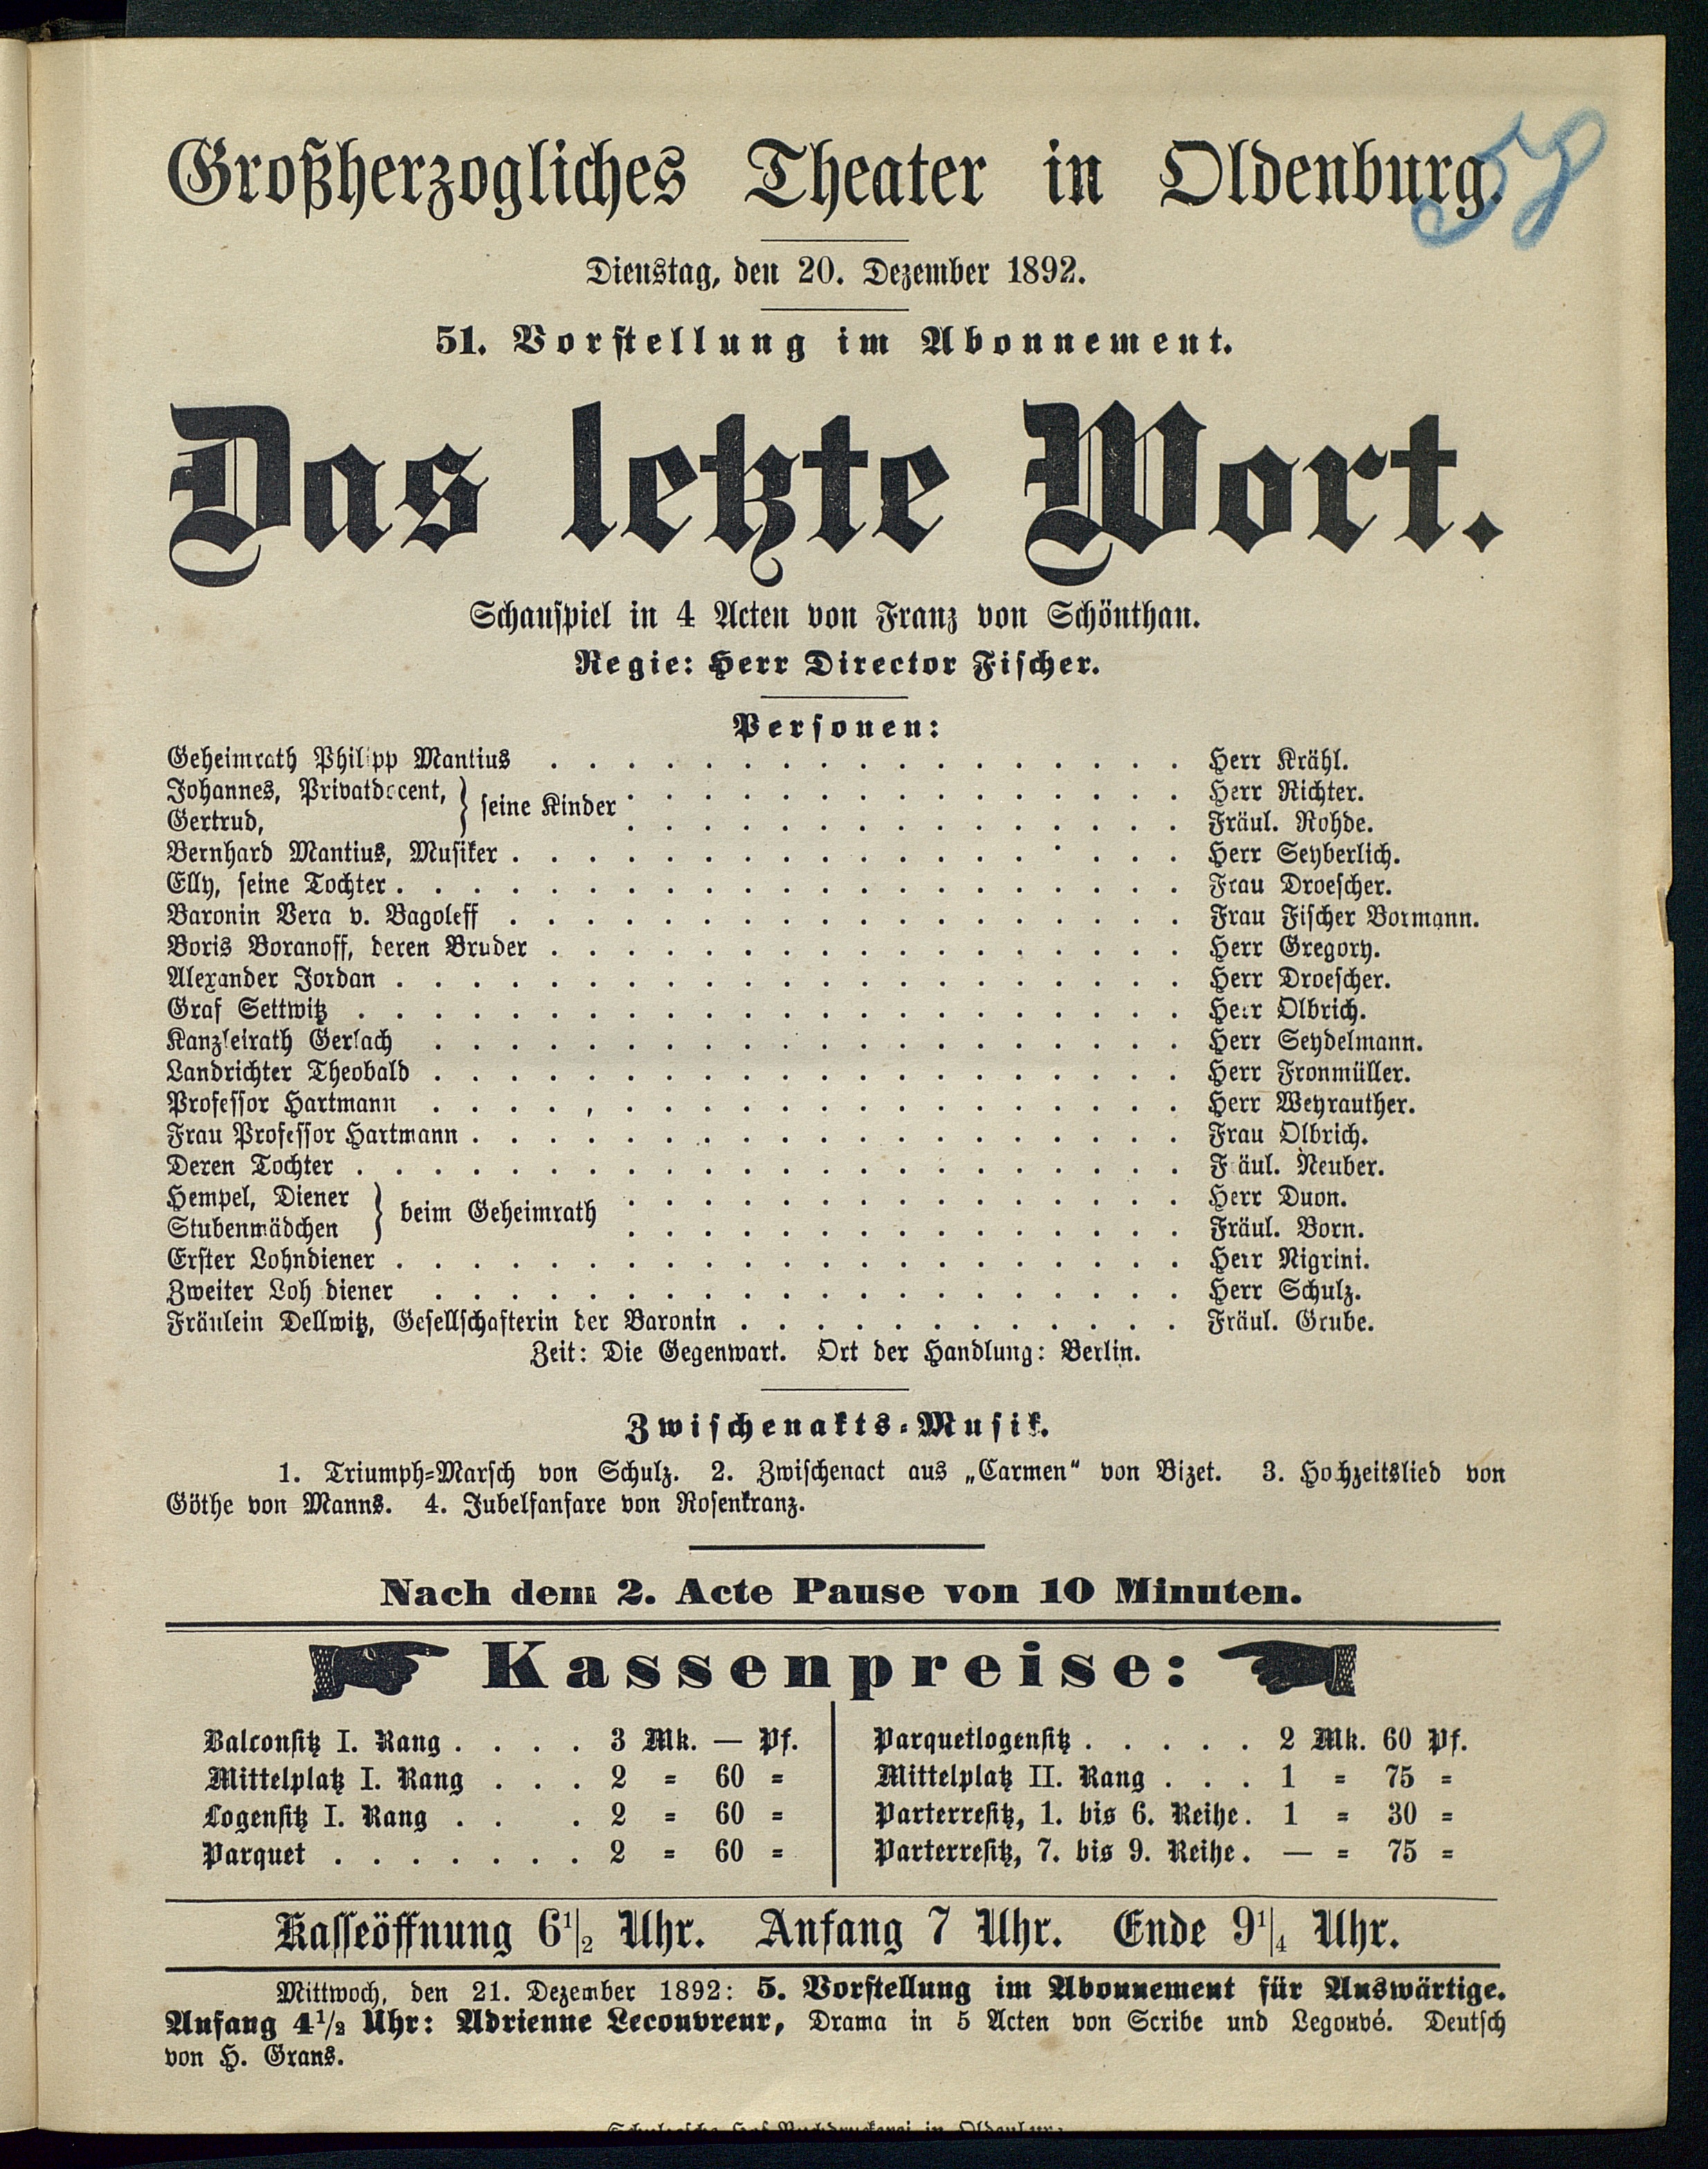 Großherzogliches Theater in Oldenburg.
58
Dienstag, den 20. Dezember 1892.
51. Vorstellung im Abonnement.
Das letzte Wort.
Schauspiel in 4 Acten von Franz von Schönthan.
Regie: Herr Director Fischer.
Personen:
Geheimrath Philipp Mantius . . . . . . . . . . . . . . . . . Herr Krähl.
Johannes, Privatdocent, } seine Kinder . . . . . . . . . . . . . . . Herr Richter.
Gertrud, . . . . . . . . . . . . . . . Fräul. Rohde.
Bernhard Mantius, Musiker . . . . . . . . . . . . . . . . . . Herr Seyberlich.
Elly, seine Tochter . . . . . . . . . . . . . . . . . . . . . Frau Droescher.
Baronin Vera v. Bagoleff . . . . . . . . . . . . . . . . . . Frau Fischer Bormann.
Boris Boranoff, deren Bruder . . . . . . . . . . . . . . . . . Herr Gregory.
Alexander Jordan . . . . . . . . . . . . . . . . . . . . . Herr Droescher.
Graf Settwitz . . . . . . . . . . . . . . . . . . . . . . Herr Olbrich.
Kanzleirath Gerlach . . . . . . . . . . . . . . . . . . . . Herr Seydelmann.
Landrichter Theobald . . . . . . . . . . . . . . . . . . . . Herr Fronmüller.
Professor Hartmann . . . . . . . . . . . . . . . . . . . . Herr Weyrauther.
Frau Professor Hartmann . . . . . . . . . . . . . . . . . . . Frau Olbrich.
Deren Tochter . . . . . . . . . . . . . . . . . . . . . . Fräul. Neuber.
Hempel, Diener } beim Geheimrath . . . . . . . . . . . . . . . Herr Duon.
Stubenmädchen . . . . . . . . . . . . . . . Fräul. Born.
Erster Lohndiener . . . . . . . . . . . . . . . . . . . . . Herr Nigrini.
Zweiter Loh diener . . . . . . . . . . . . . . . . . . . . Herr Schulz.
Fräulein Dellwitz, Gesellschafterin der Baronin . . . . . . . . . . . . Fräul. Grube.
Zeit: Die Gegenwart. Ort der Handlung: Berlin.
Zwischenakts-Musik.
1. Triumph-Marsch von Schulz. 2. Zwischenact aus „Carmen“ von Bizet. 3. Hochzeitslied von
Göthe von Manns. 4. Jubelfanfare von Rosenkranz.
Nach dem 2. Acte Pause von 10 Minuten.
Kassenpreise:
Balconsitz I. Rang . . . . 3 Mk. — Pf.
Mittelplatz I. Rang . . . 2 = 60 =
Logensitz I. Rang . . . 2 = 60 =
Parquet . . . . . . . 2 = 60 =
Parquetlogensitz . . . . . 2 Mk. 60 Pf.
Mittelplatz II. Rang . . . 1 = 75 =
Parterresitz, 1. bis 6. Reihe. 1 = 30 =
Parterresitz, 7. bis 9. Reihe. — = 75 =
Kasseöffnung 6 1/2 Uhr. Anfang 7 Uhr. Ende 9 1/4 Uhr.
Mittwoch, den 21. Dezember 1892: 5. Vorstellung im Abonnement für Auswärtige.
Anfang 4 1/2 Uhr: Adrienne Lecouvreur, Drama in 5 Acten von Scribe und Legouvé. Deutsch
von H. Grans.